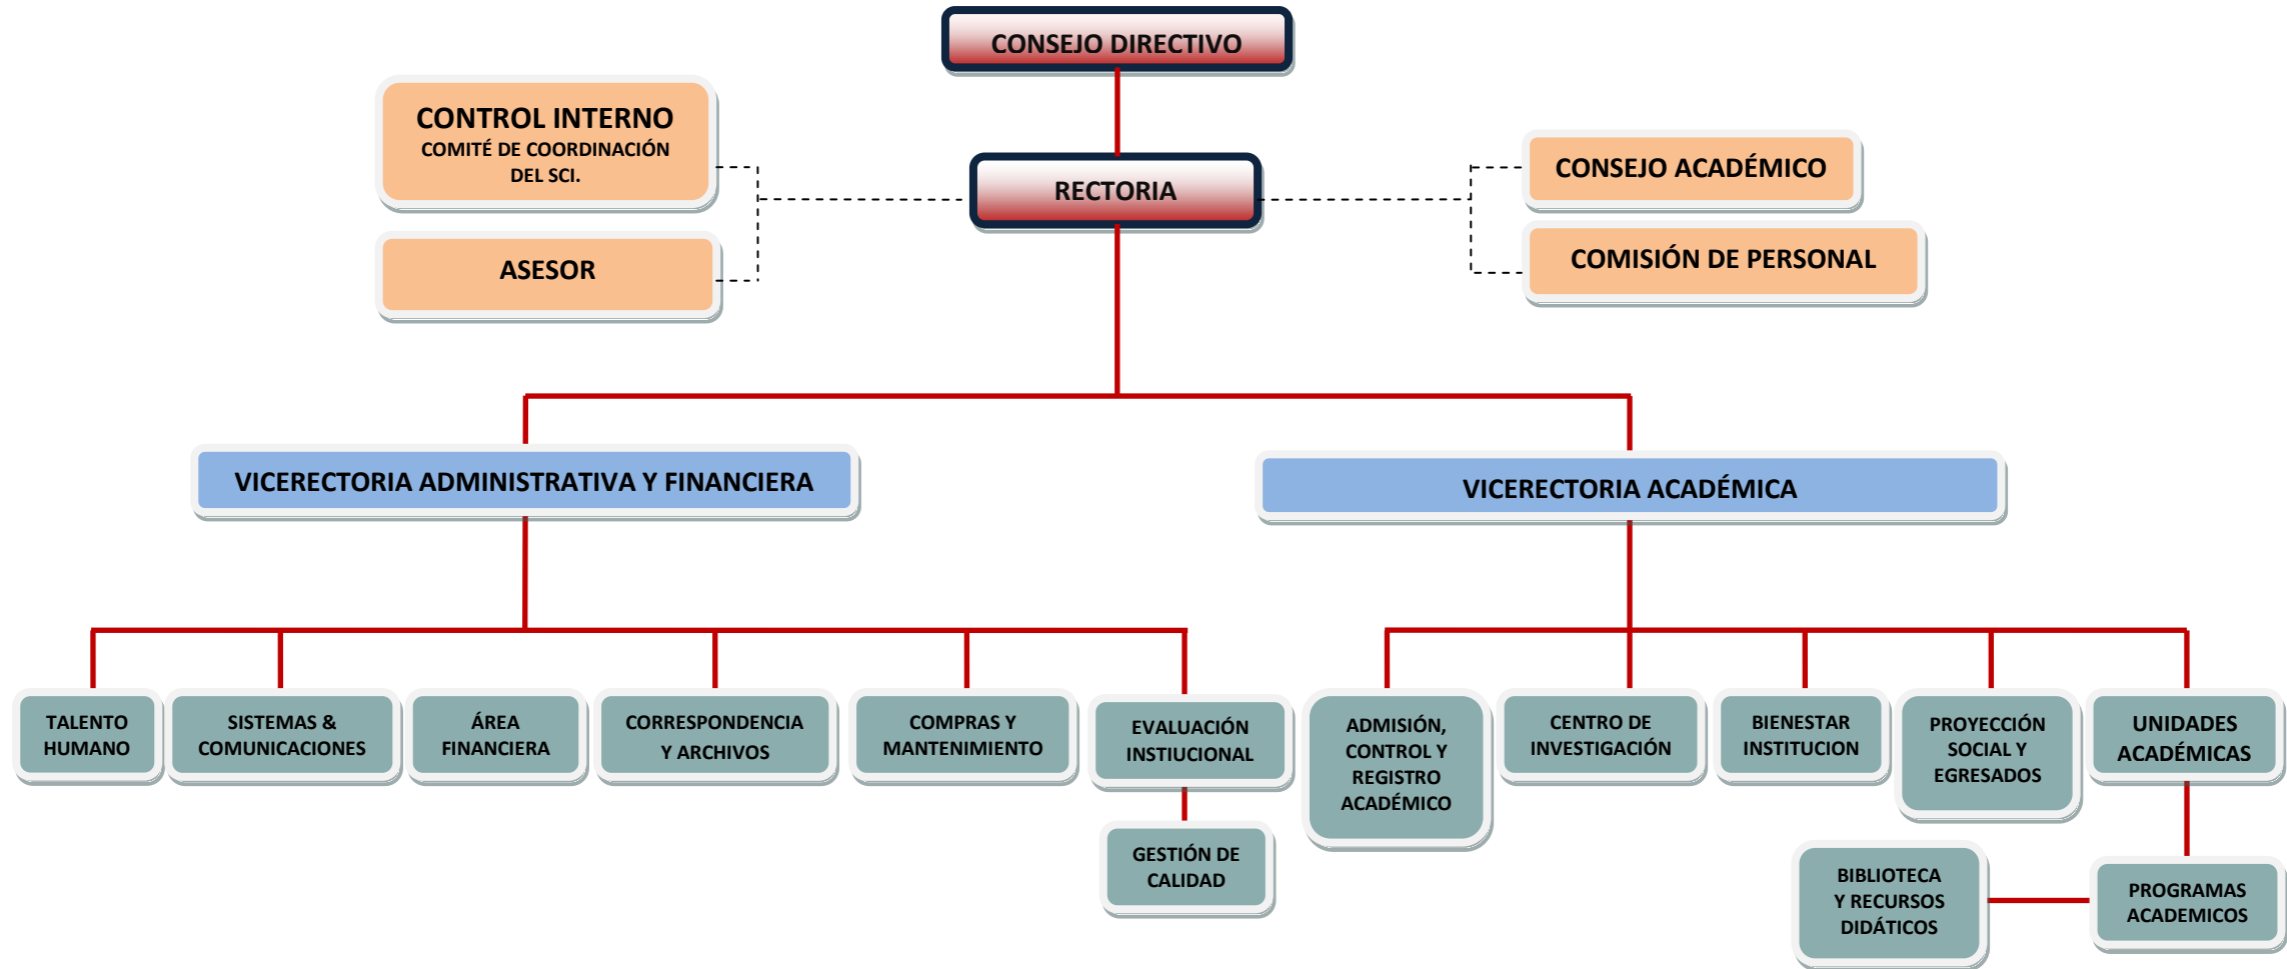 CONSEJO DIRECTIVO
CONTROL INTERNO
COMITÉ DE COORDINACIÓN
DEL SCI.
RECTORIA
CONSEJO ACADÉMICO
ASESOR
COMISIÓN DE PERSONAL
VICERECTORIA ADMINISTRATIVA Y FINANCIERA
VICERECTORIA ACADÉMICA
TALENTO
HUMANO
SISTEMAS &
COMUNICACIONES
ÁREA
FINANCIERA
CORRESPONDENCIA
Y ARCHIVOS
COMPRAS Y
MANTENIMIENTO
EVALUACIÓN
INSTIUCIONAL
GESTIÓN DE
CALIDAD
ADMISIÓN,
CONTROL Y
REGISTRO
ACADÉMICO
CENTRO DE
INVESTIGACIÓN
BIENESTAR
INSTITUCION
PROYECCIÓN
SOCIAL Y
EGRESADOS
UNIDADES
ACADÉMICAS
BIBLIOTECA
Y RECURSOS
DIDÁTICOS
PROGRAMAS
ACADEMICOS